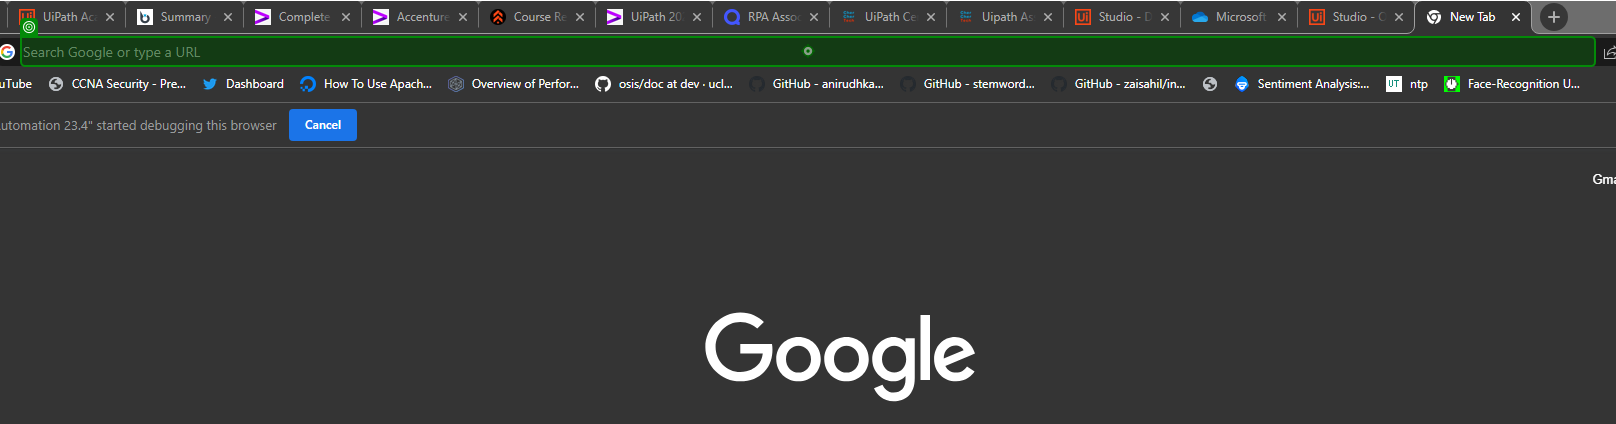 UiPath Ac Summary Complete Accenture Course Re UiPath 20 RPA Asso UiPath Ce Uipath As Studio - D Microsoft Studio - C New Tab
Search Google or type a URL
uTube CCNA Security - Pre... Dashboard How To Use Apach... Overview of Perfor... osis/doc at dev · ucl... GitHub - anirudhka... GitHub - stemword... GitHub - zaisahil/in... Sentiment Analysis:... UT ntp Face-Recognition U...
utomation 23.4" started debugging this browser Cancel
Gma
Google